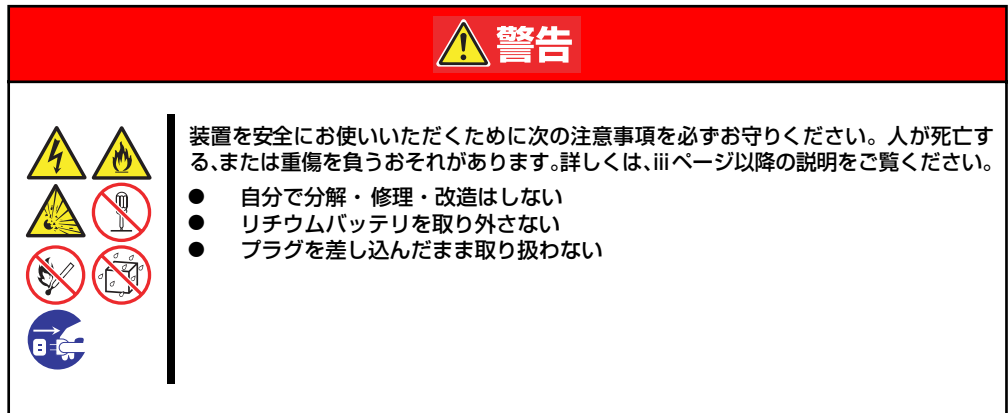 警告
装置を安全にお使いいただくために次の注意事項を必ずお守りください。人が死亡す
る、または重傷を負うおそれがあります。詳しくは、iiiページ以降の説明をご覧ください。
● 自分で分解・修理・改造はしない
● リチウムバッテリを取り外さない
● プラグを差し込んだまま取り扱わない